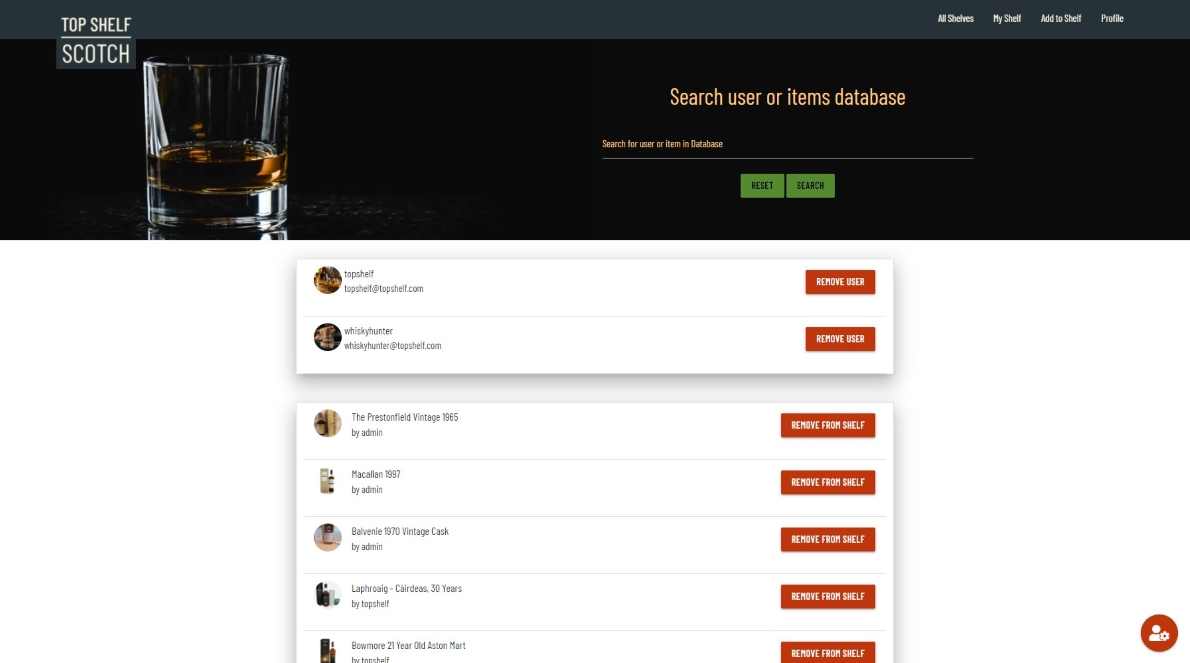 TOP SHELF
SCOTCH
All Shelves My Shelf Add to Shelf Profile
Search user or items database
Search for user or item in Database
RESET SEARCH
topshelf
topshelf@topshelf.com
REMOVE USER
whiskyhunter
whiskyhunter@topshelf.com
REMOVE USER
The Prestonfield Vintage 1965
by admin
REMOVE FROM SHELF
Macallan 1997
by admin
REMOVE FROM SHELF
Balvenie 1970 Vintage Cask
by admin
REMOVE FROM SHELF
Laphroaig - Càirdeas, 30 Years
by topshelf
REMOVE FROM SHELF
Bowmore 21 Year Old Aston Mart
by topshelf
REMOVE FROM SHELF